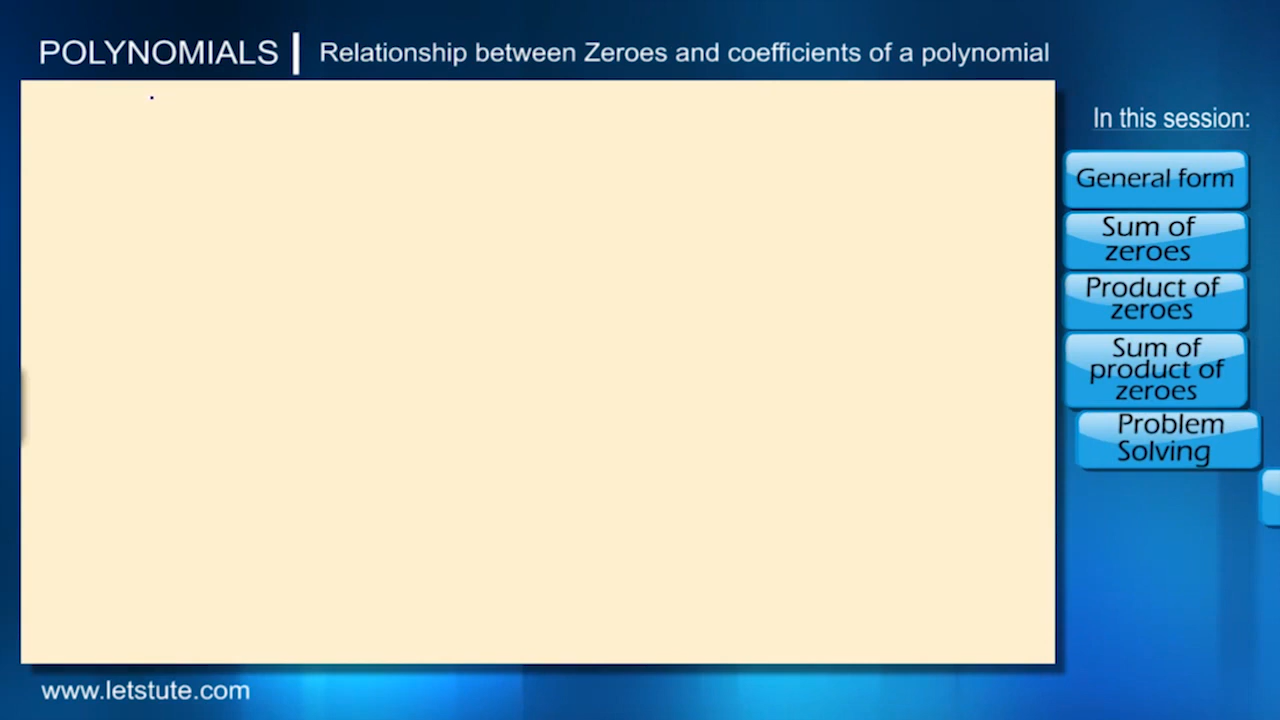 POLYNOMIALS | Relationship between Zeroes and coefficients of a polynomial
In this session:
General form
Sum of
zeroes
Product of
zeroes
Sum of
product of
zeroes
Problem
Solving
www.letstute.com